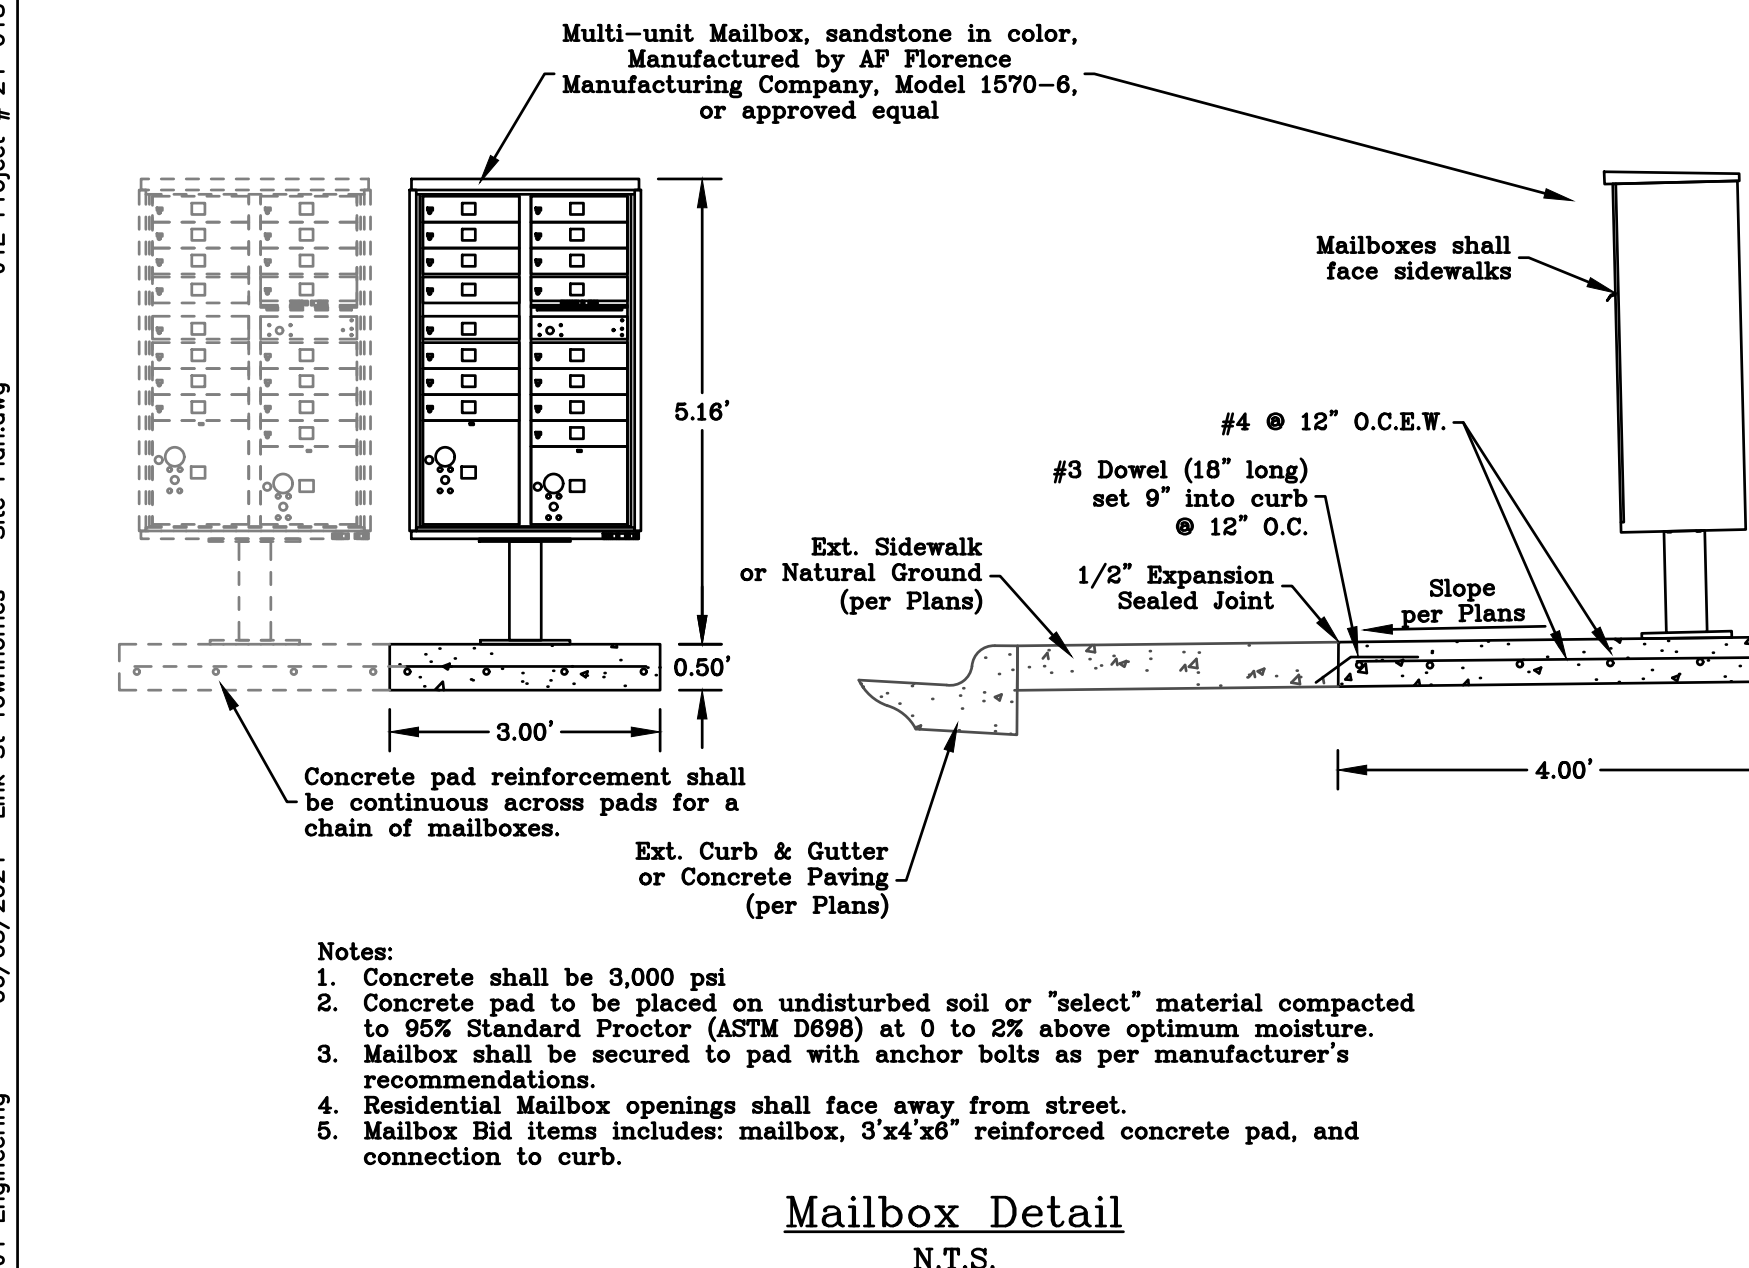 Multi-unit Mailbox, sandstone in color,
Manufactured by AF Florence
Manufacturing Company, Model 1570-6,
or approved equal
Mailboxes shall
face sidewalks
5.16'
#4 @ 12" O.C.E.W.
#3 Dowel (18" long)
set 9" into curb
@ 12" O.C.
Ext. Sidewalk
or Natural Ground
(per Plans)
1/2" Expansion
Sealed Joint
Slope
per Plans
0.50'
3.00'
4.00'
Concrete pad reinforcement shall
be continuous across pads for a
chain of mailboxes.
Ext. Curb & Gutter
or Concrete Paving
(per Plans)
Notes:
1. Concrete shall be 3,000 psi
2. Concrete pad to be placed on undisturbed soil or "select" material compacted
to 95% Standard Proctor (ASTM D698) at 0 to 2% above optimum moisture.
3. Mailbox shall be secured to pad with anchor bolts as per manufacturer's
recommendations.
4. Residential Mailbox openings shall face away from street.
5. Mailbox Bid items includes: mailbox, 3'x4'x6" reinforced concrete pad, and
connection to curb.
Mailbox Detail
N.T.S.